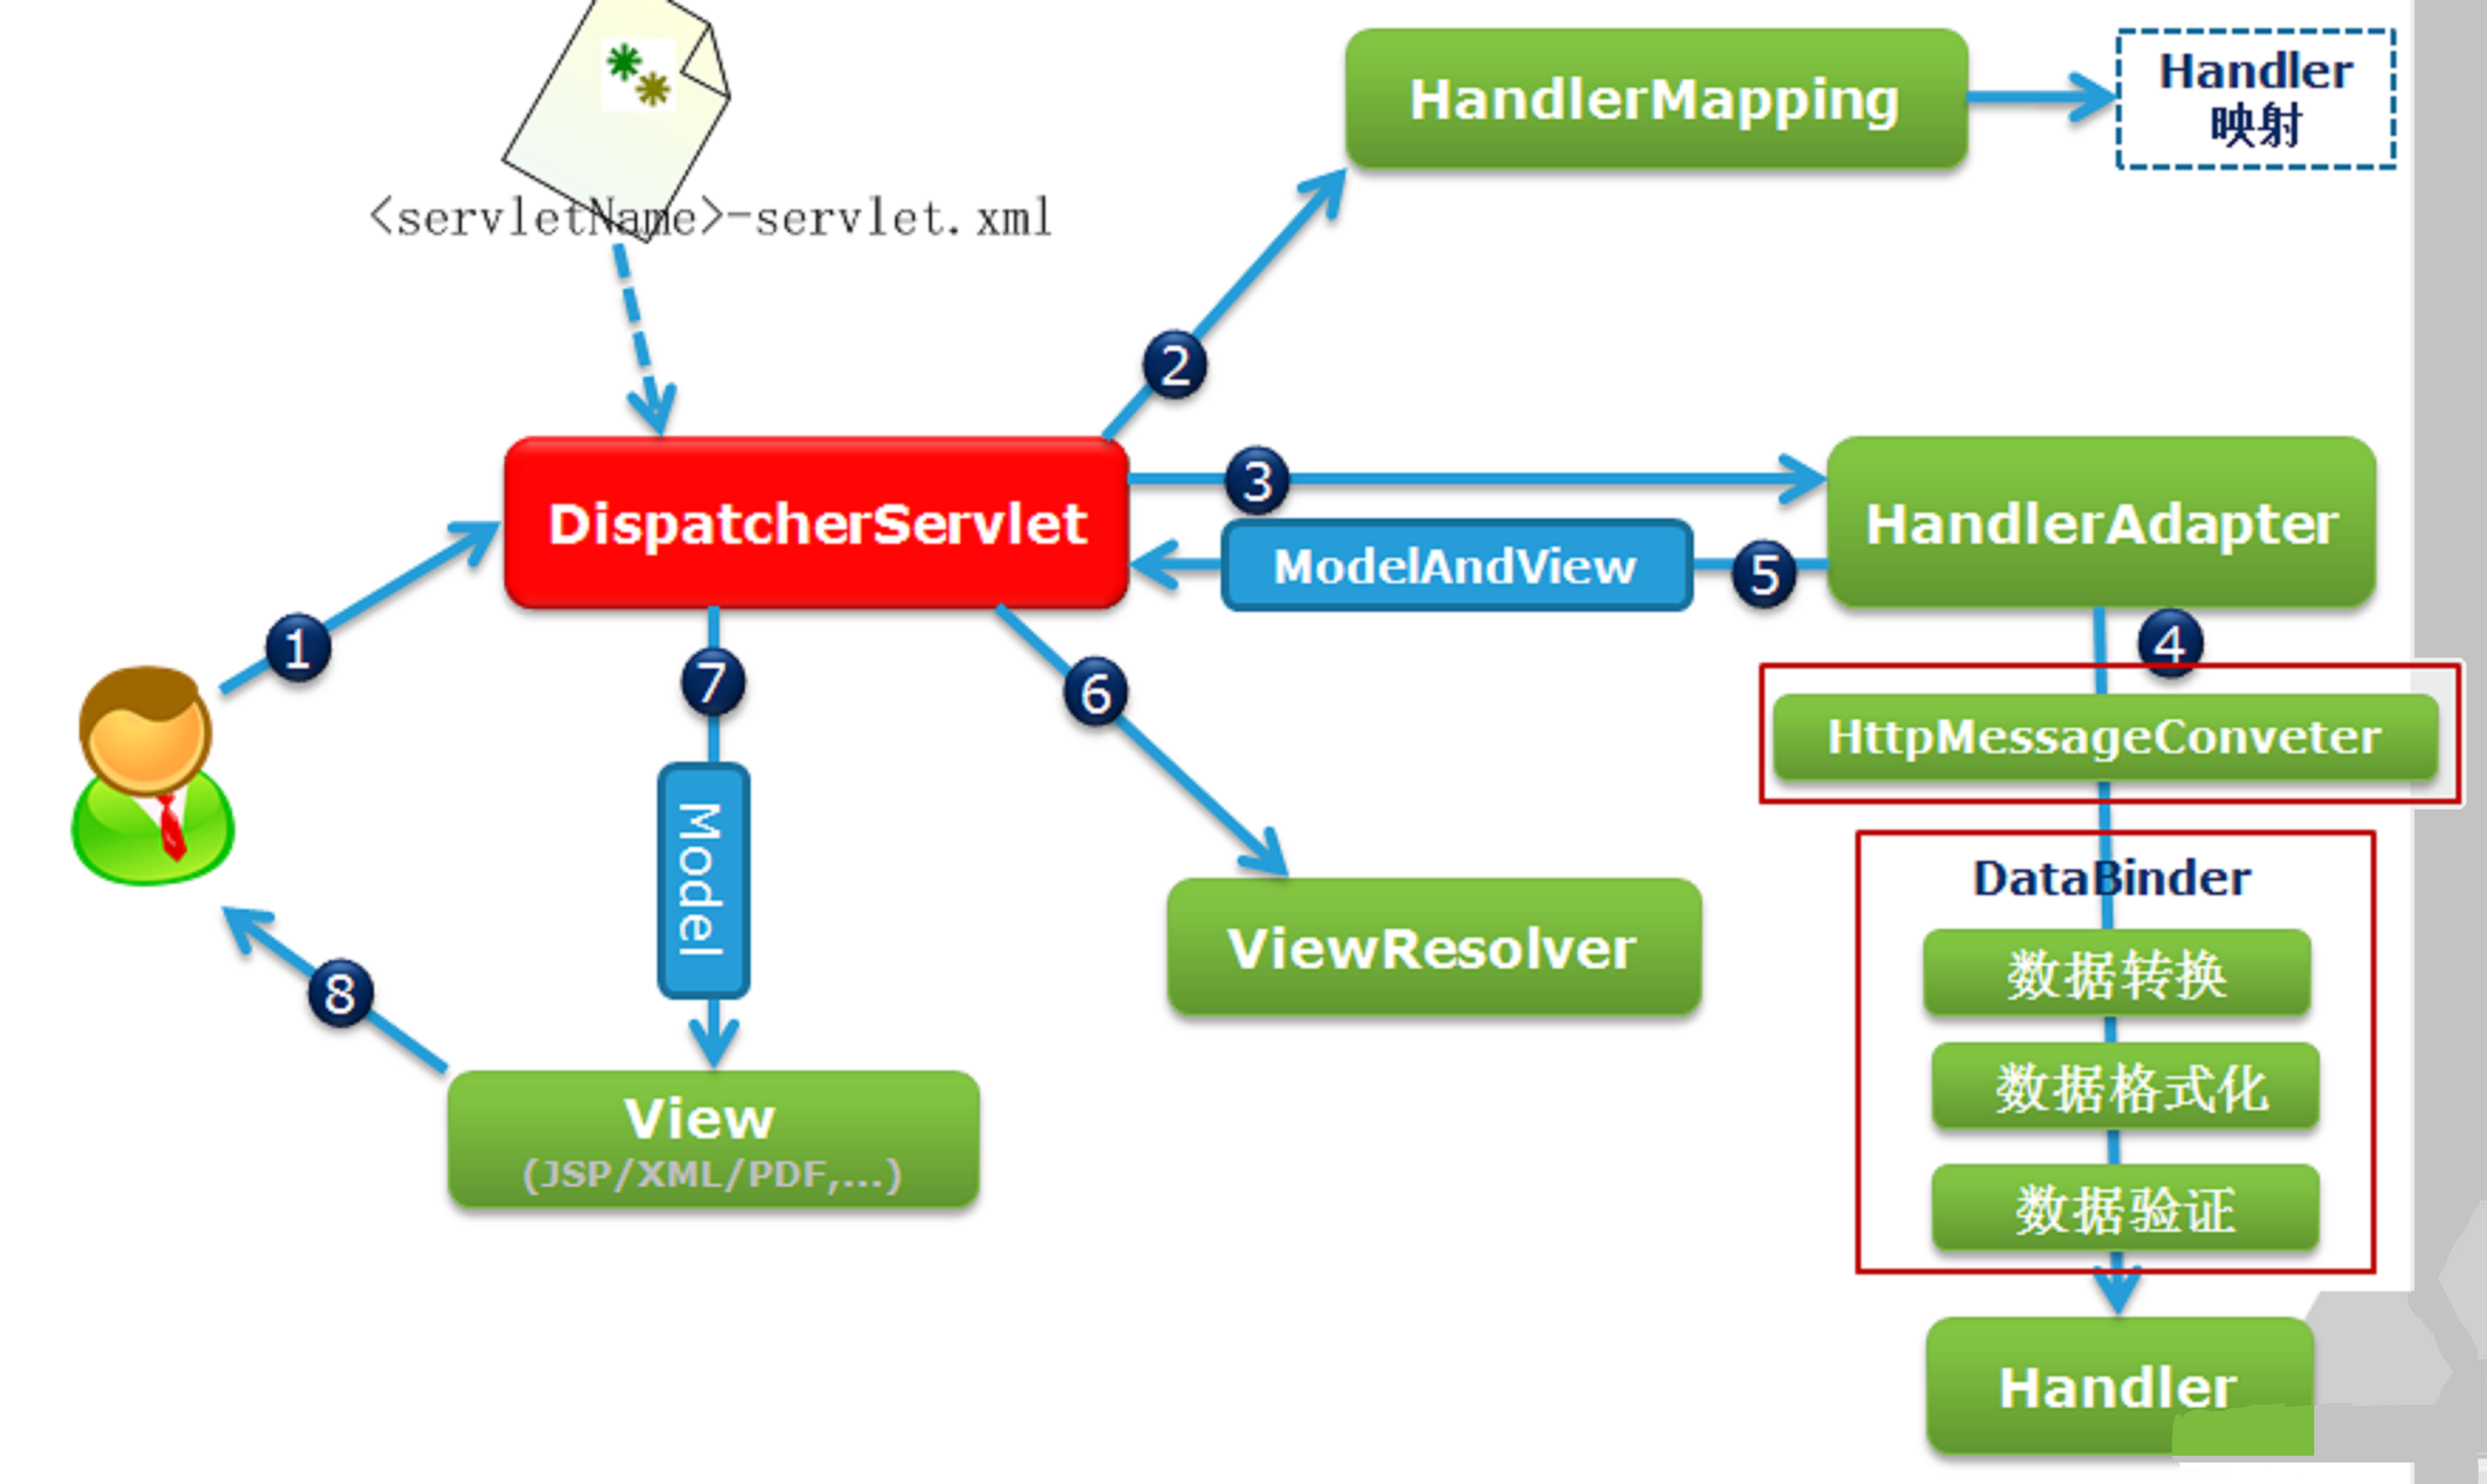 <servletName>-servlet.xml
HandlerMapping
Handler
映射
2
DispatcherServlet
3
ModelAndView
5
HandlerAdapter
1
7
6
4
HttpMessageConveter
Model
DataBinder
数据转换
数据格式化
数据验证
ViewResolver
8
View
(JSP/XML/PDF,...)
Handler